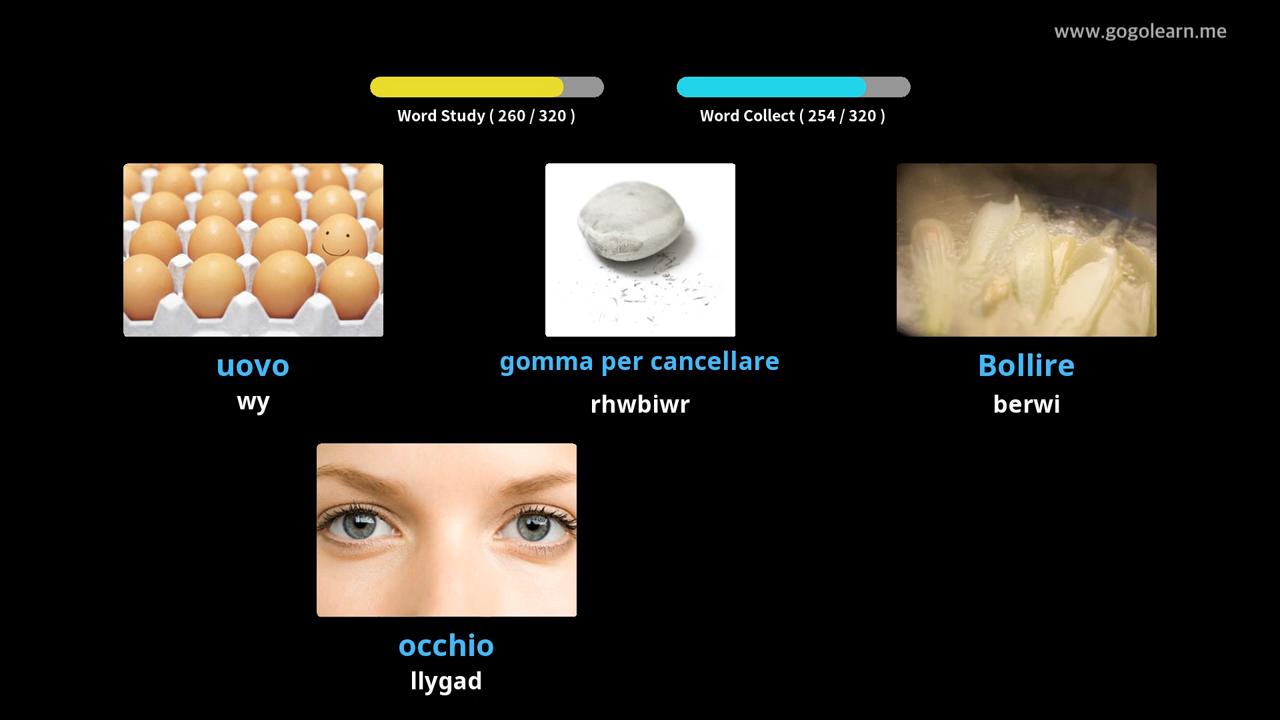 www.gogolearn.me
Word Study ( 260 / 320 )
Word Collect ( 254 / 320 )
uovo
wy
gomma per cancellare
rhwbiwr
Bollire
berwi
occhio
llygad